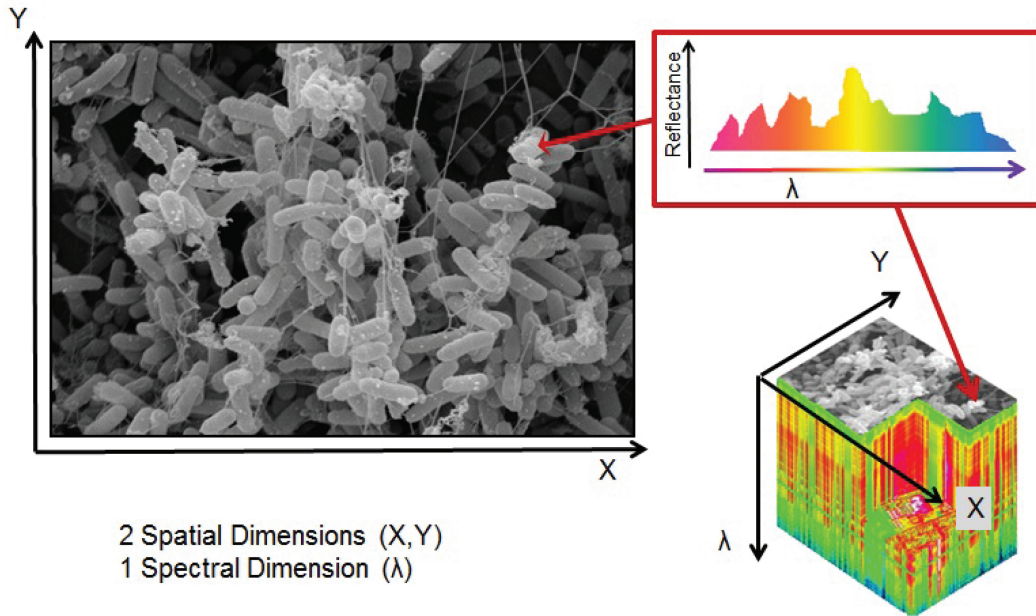 Y
Reflectance
λ
X
Y
X
λ
2 Spatial Dimensions (X,Y)
1 Spectral Dimension (λ)